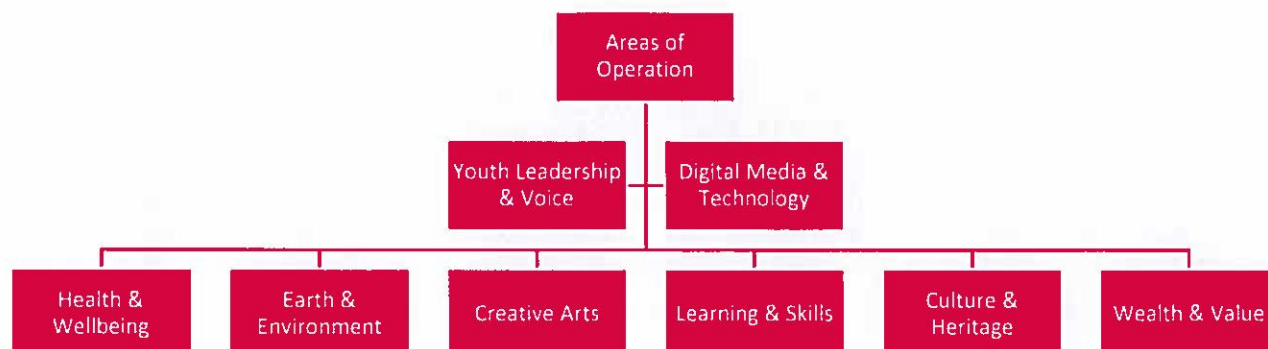 Areas of
Operation
Youth Leadership
& Voice
Digital Media &
Technology
Health &
Wellbeing
Earth &
Environment
Creative Arts
Learning & Skills
Culture &
Heritage
Wealth & Value